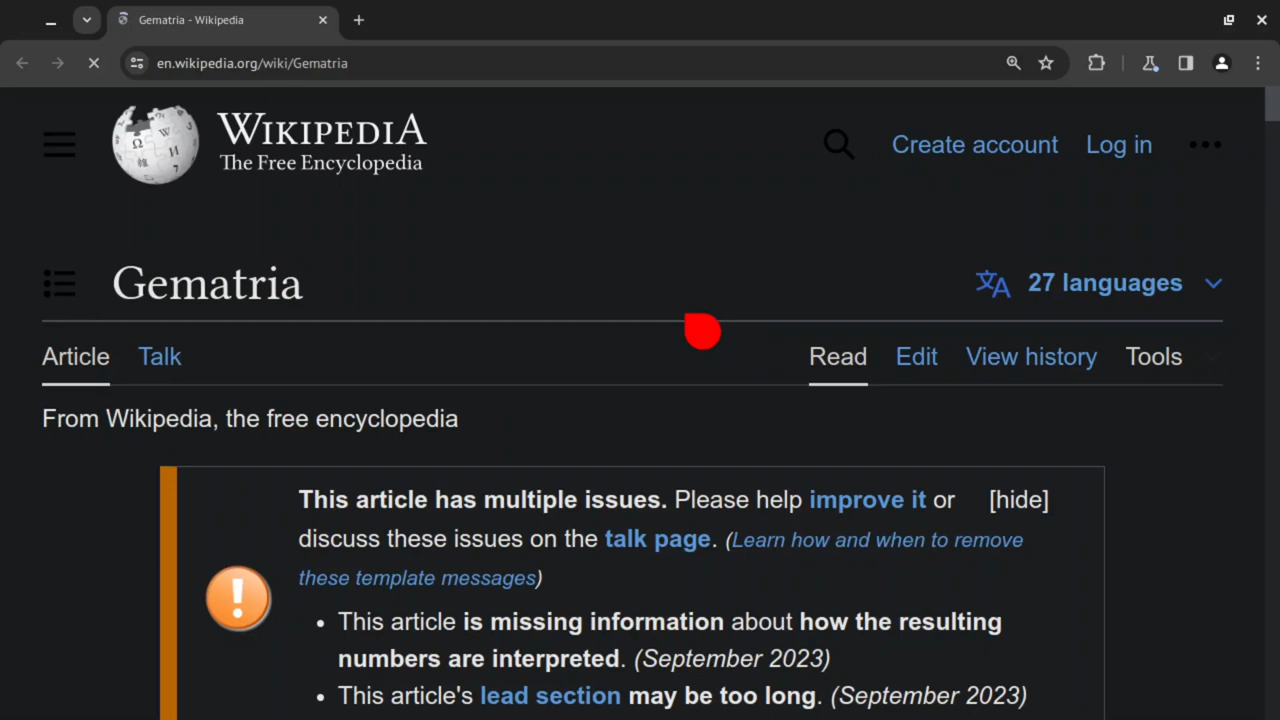 Gematria - Wikipedia
en.wikipedia.org/wiki/Gematria
WIKIPEDIA
The Free Encyclopedia
Create account
Log in
Gematria
27 languages
Article
Talk
Read
Edit
View history
Tools
From Wikipedia, the free encyclopedia
This article has multiple issues. Please help improve it or [hide]
discuss these issues on the talk page. (Learn how and when to remove
these template messages)
• This article is missing information about how the resulting
numbers are interpreted. (September 2023)
• This article's lead section may be too long. (September 2023)